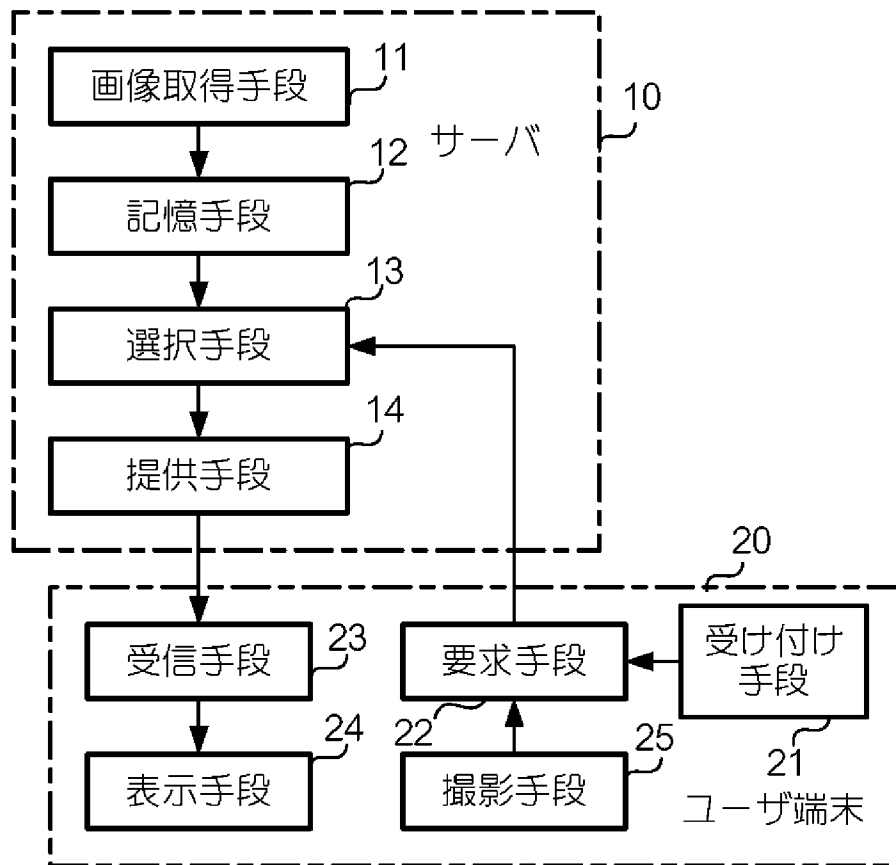 画像取得手段
11
サーバ
10
記憶手段
12
選択手段
13
提供手段
14
20
受信手段
23
要求手段
22
受け付け
手段
21
表示手段
24
撮影手段
25
ユーザ端末